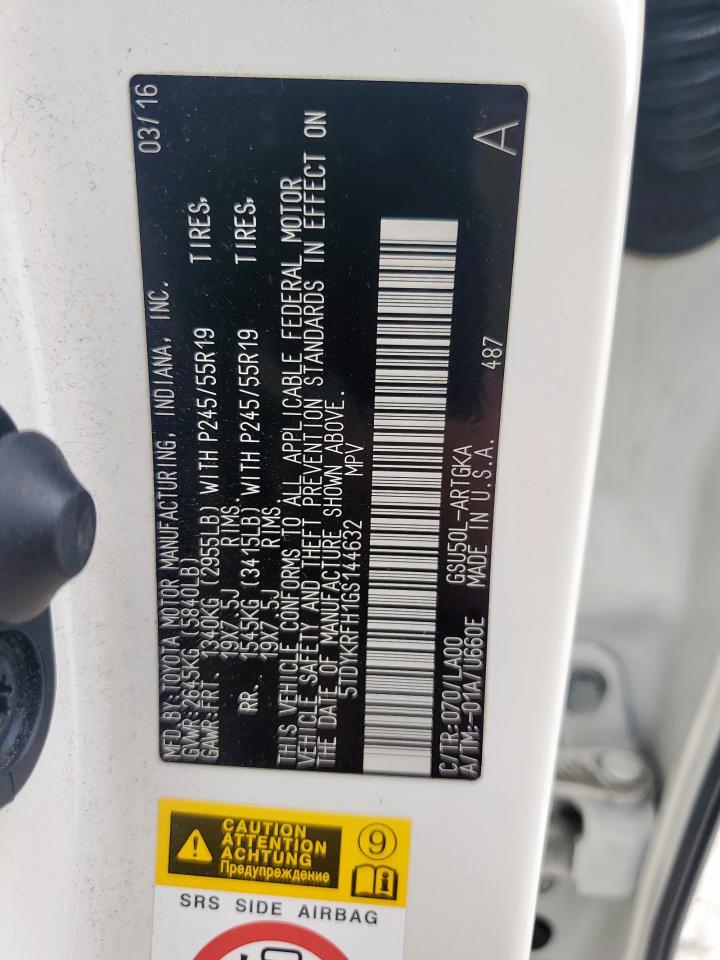 MFD. BY: TOYOTA MOTOR MANUFACTURING, INDIANA, INC. 03/16
GVWR: 2645KG (5840LB)
GAWR: FRT. 1340KG (2955LB) WITH P245/55R19 TIRES,
19X7.5J RIMS.
RR. 1545KG (3415LB) WITH P245/55R19 TIRES,
19X7.5J RIMS.
THIS VEHICLE CONFORMS TO ALL APPLICABLE FEDERAL MOTOR
VEHICLE SAFETY AND THEFT PREVENTION STANDARDS IN EFFECT ON
THE DATE OF MANUFACTURE SHOWN ABOVE.
5TDYKRFH1GS144632 MPV
C/TR: 070/LA00 GSU50L-ARTGKA
A/TM: -01A/U660E MADE IN U.S.A. 487 A
CAUTION
ATTENTION
ACHTUNG
Предупреждение
9
SRS SIDE AIRBAG